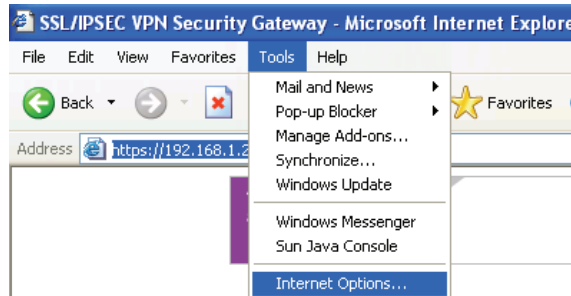 SSL/IPSEC VPN Security Gateway - Microsoft Internet Explore
File Edit View Favorites Tools Help
Mail and News
Back Pop-up Blocker Favorites
Manage Add-ons...
Address https://192.168.1.2
Synchronize...
Windows Update
Windows Messenger
Sun Java Console
Internet Options...